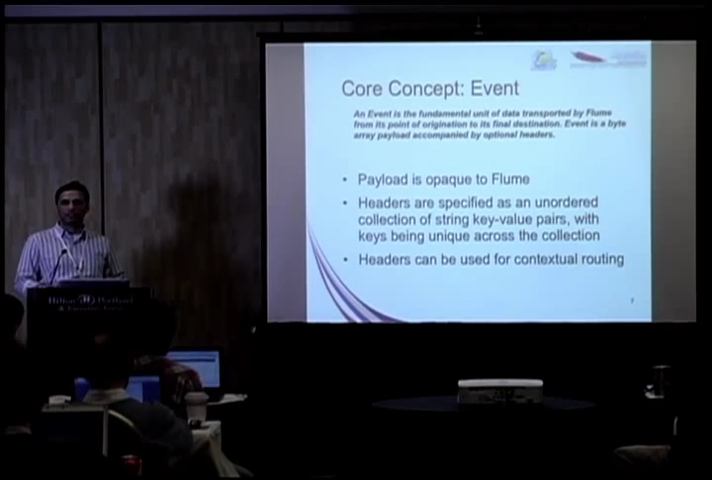 Core Concept: Event
An Event is the fundamental unit of data transported by Flume
from its point of origination to its final destination. Event is a byte
array payload accompanied by optional headers.
• Payload is opaque to Flume
• Headers are specified as an unordered
collection of string key-value pairs, with
keys being unique across the collection
• Headers can be used for contextual routing
7
Hilton Portland